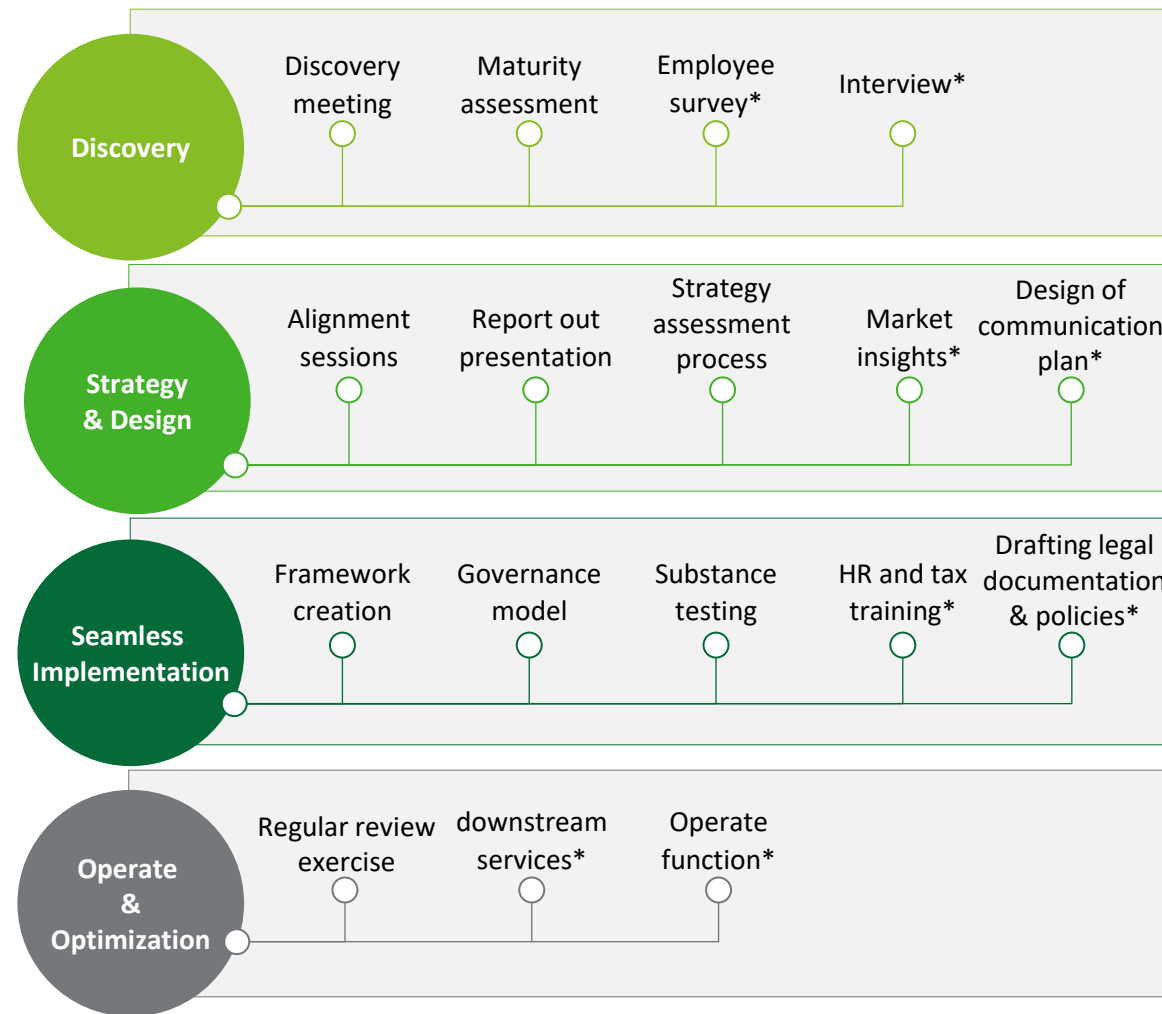 Discovery
Discovery
meeting
Maturity
assessment
Employee
survey*
Interview*
Strategy
& Design
Alignment
sessions
Report out
presentation
Strategy
assessment
process
Market
insights*
Design of
communication
plan*
Seamless
Implementation
Framework
creation
Governance
model
Substance
testing
HR and tax
training*
Drafting legal
documentation
& policies*
Operate
&
Optimization
Regular review
exercise
downstream
services*
Operate
function*